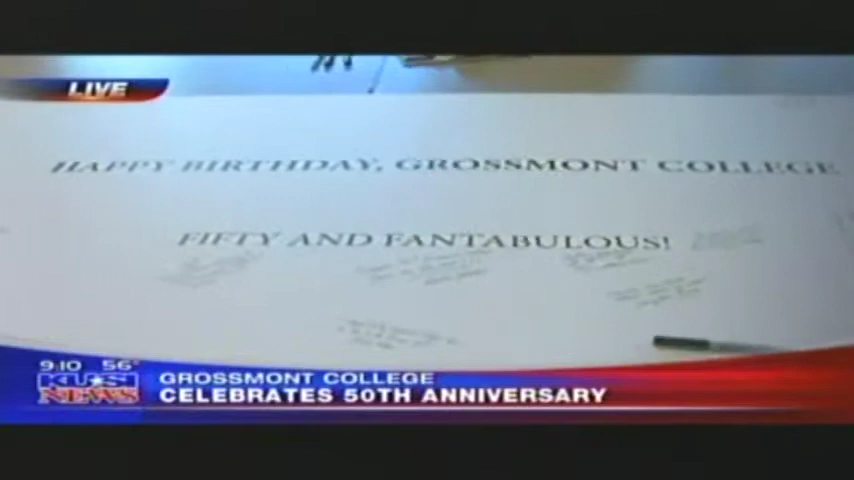 LIVE
HAPPY BIRTHDAY, GROSSMONT COLLEGE
FIFTY AND FANTABULOUS!
9:10 56°
KUSI
NEWS
GROSSMONT COLLEGE
CELEBRATES 50TH ANNIVERSARY